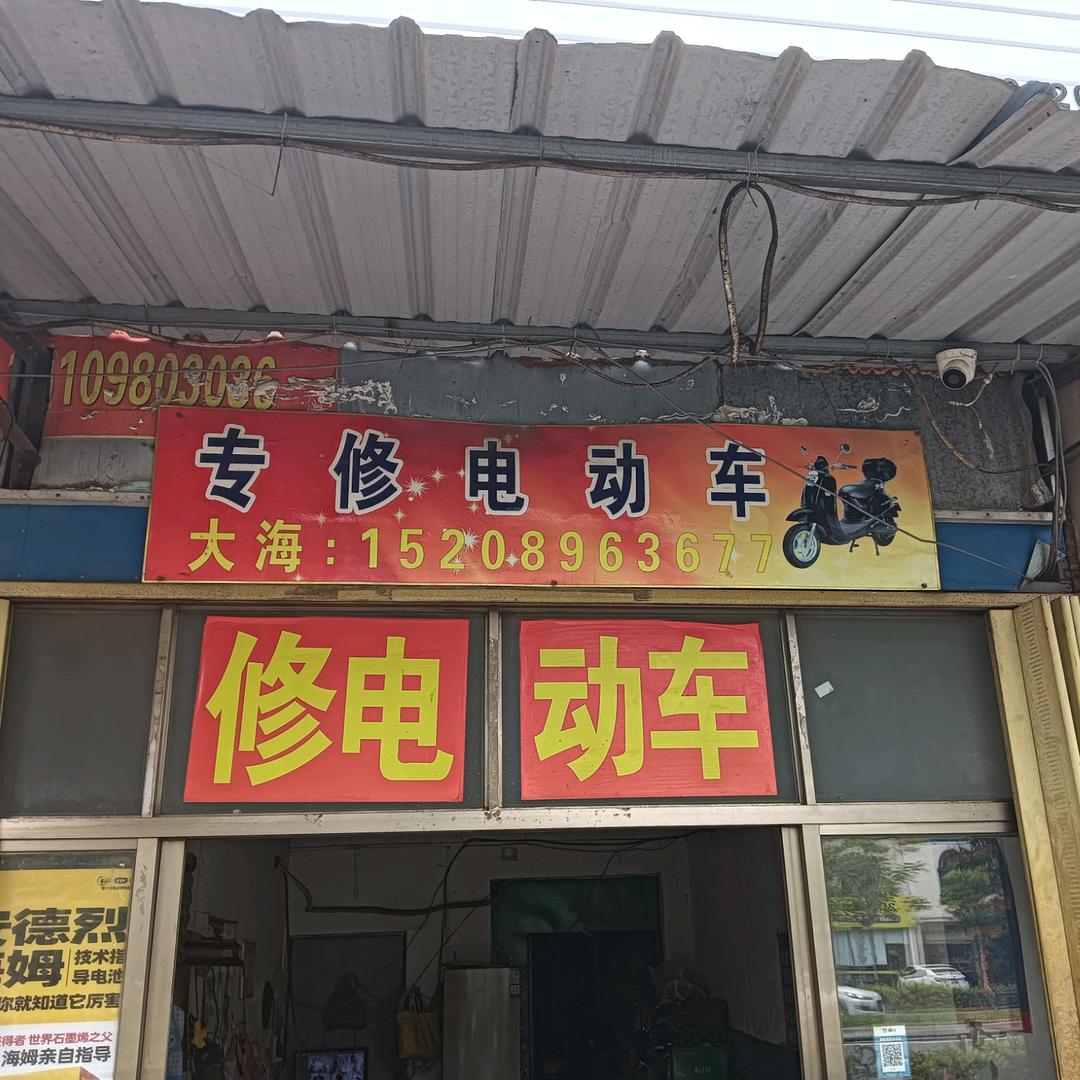 109803036
专修电动车
大海:15208963677
修电动车
德烈
姆 技术指
导电池
你就知道它厉害
得者 世界石墨烯之父
海姆亲自指导